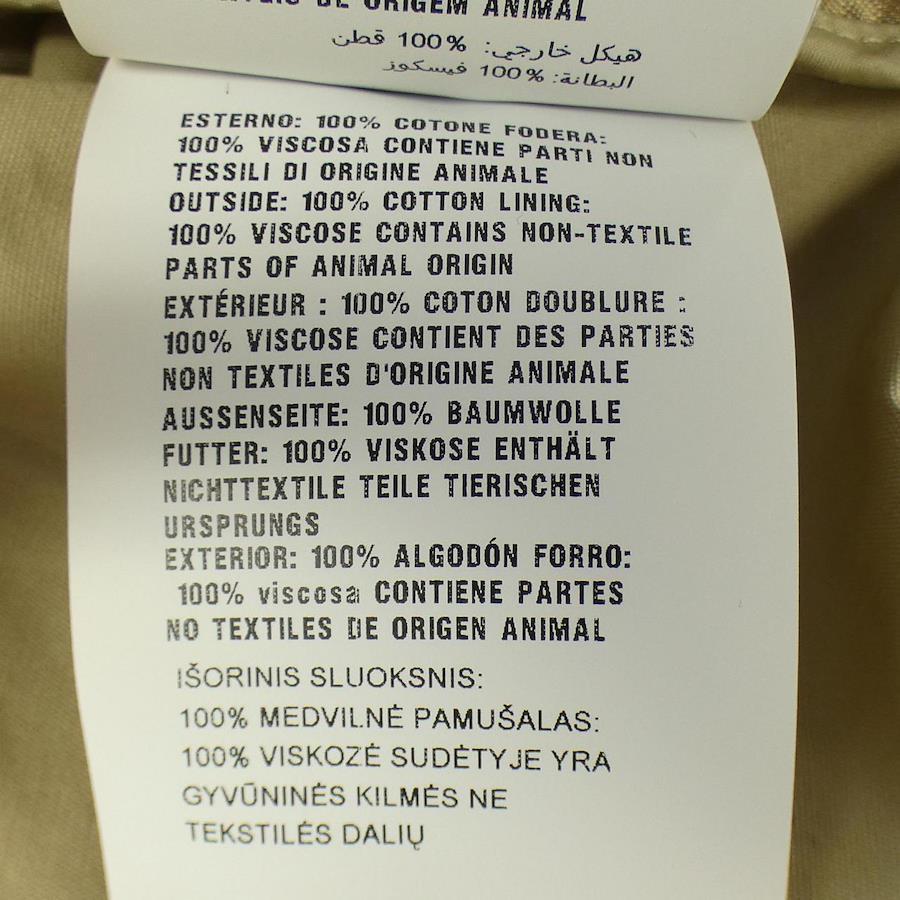 DE ORIGEM ANIMAL
هيكل خارجي: 100% قطن
البطانة: 100% فيسكوز
ESTERNO: 100% COTONE FODERA:
100% VISCOSA CONTIENE PARTI NON
TESSILI DI ORIGINE ANIMALE
OUTSIDE: 100% COTTON LINING:
100% VISCOSE CONTAINS NON-TEXTILE
PARTS OF ANIMAL ORIGIN
EXTÉRIEUR : 100% COTON DOUBLURE :
100% VISCOSE CONTIENT DES PARTIES
NON TEXTILES D'ORIGINE ANIMALE
AUSSENSEITE: 100% BAUMWOLLE
FUTTER: 100% VISKOSE ENTHÄLT
NICHTTEXTILE TEILE TIERISCHEN
URSPRUNGS
EXTERIOR: 100% ALGODÓN FORRO:
100% viscosa CONTIENE PARTES
NO TEXTILES DE ORIGEN ANIMAL
IŠORINIS SLUOKSNIS:
100% MEDVILNĖ PAMUŠALAS:
100% VISKOZĖ SUDĖTYJE YRA
GYVŪNINĖS KILMĖS NE
TEKSTILĖS DALIŲ